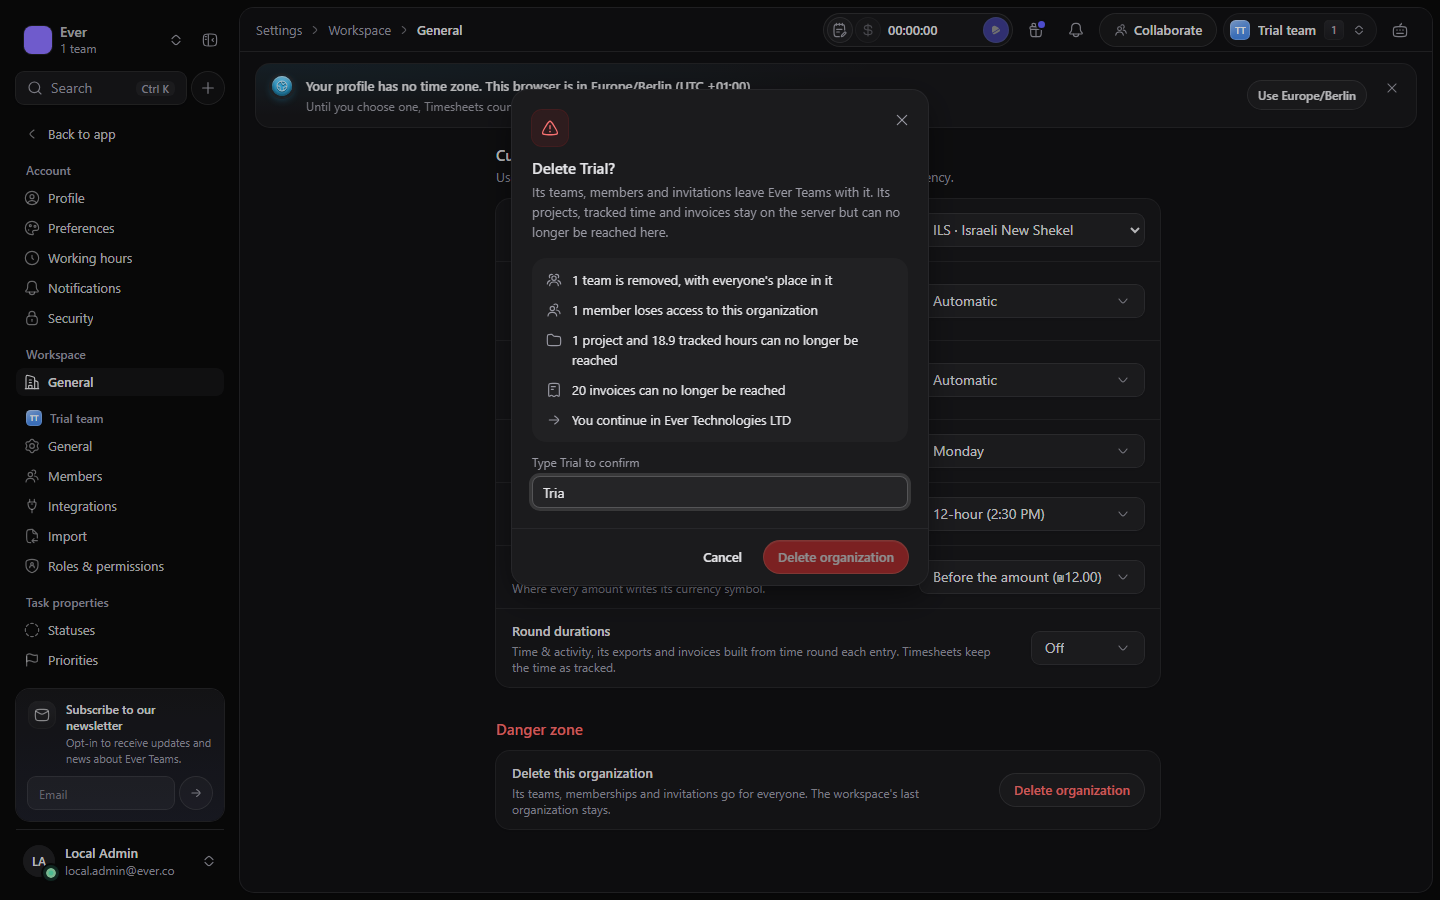 Ever
1 team
Search
Ctrl K
Back to app
Account
Profile
Preferences
Working hours
Notifications
Security
Workspace
General
TT
Trial team
General
Members
Integrations
Import
Roles & permissions
Task properties
Statuses
Priorities
Subscribe to our
newsletter
Opt-in to receive updates and
news about Ever Teams.
Email
LA
Local Admin
local.admin@ever.co
Settings
Workspace
General
00:00:00
Collaborate
TT
Trial team
1
Your profile has no time zone. This browser is in Europe/Berlin (UTC +01:00)
Until you choose one, Timesheets
Use Europe/Berlin
Delete Trial?
Its teams, members and invitations leave Ever Teams with it. Its
projects, tracked time and invoices stay on the server but can no
longer be reached here.
1 team is removed, with everyone's place in it
1 member loses access to this organization
1 project and 18.9 tracked hours can no longer be
reached
20 invoices can no longer be reached
You continue in Ever Technologies LTD
Type Trial to confirm
Tria
Cancel
Delete organization
ILS · Israeli New Shekel
Automatic
Automatic
Monday
12-hour (2:30 PM)
Before the amount (₪12.00)
Where every amount writes its currency symbol.
Round durations
Time & activity, its exports and invoices built from time round each entry. Timesheets keep
the time as tracked.
Off
Danger zone
Delete this organization
Its teams, memberships and invitations go for everyone. The workspace's last
organization stays.
Delete organization